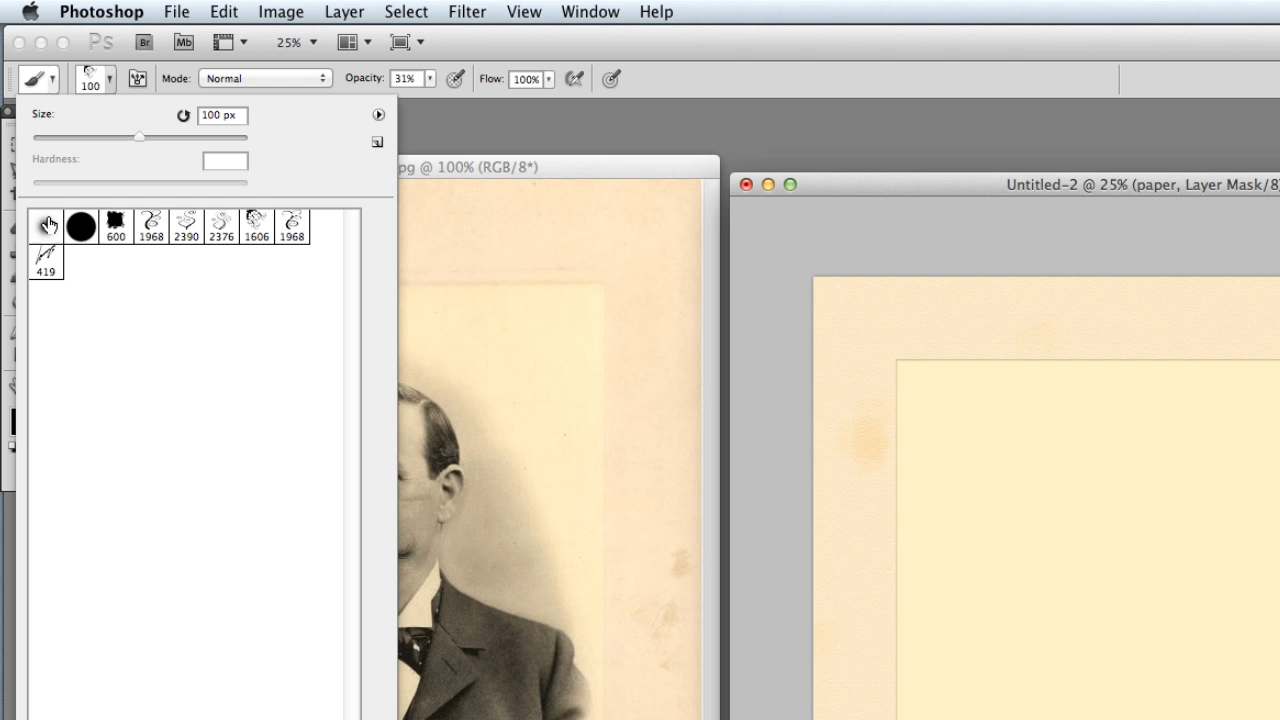 Photoshop File Edit Image Layer Select Filter View Window Help
Ps Br Mb 25%
100 Mode: Normal Opacity: 31% Flow: 100%
Size: 100 px
Hardness:
pg @ 100% (RGB/8*)
Untitled-2 @ 25% (paper, Layer Mask/8
600 1968 2390 2376 1606 1968
419